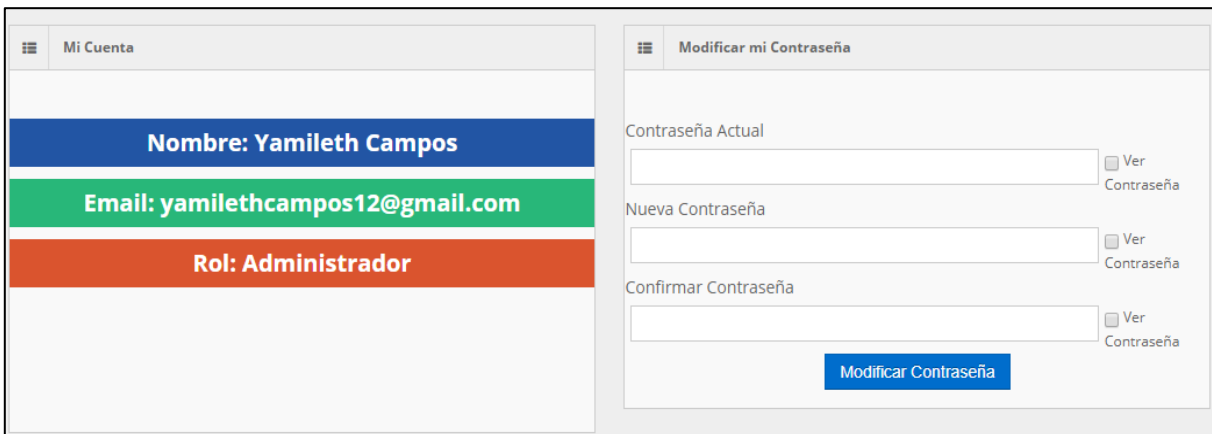 Mi Cuenta
Nombre: Yamileth Campos
Email: yamilethcampos12@gmail.com
Rol: Administrador
Modificar mi Contraseña
Contraseña Actual
Ver
Contraseña
Nueva Contraseña
Ver
Contraseña
Confirmar Contraseña
Ver
Contraseña
Modificar Contraseña